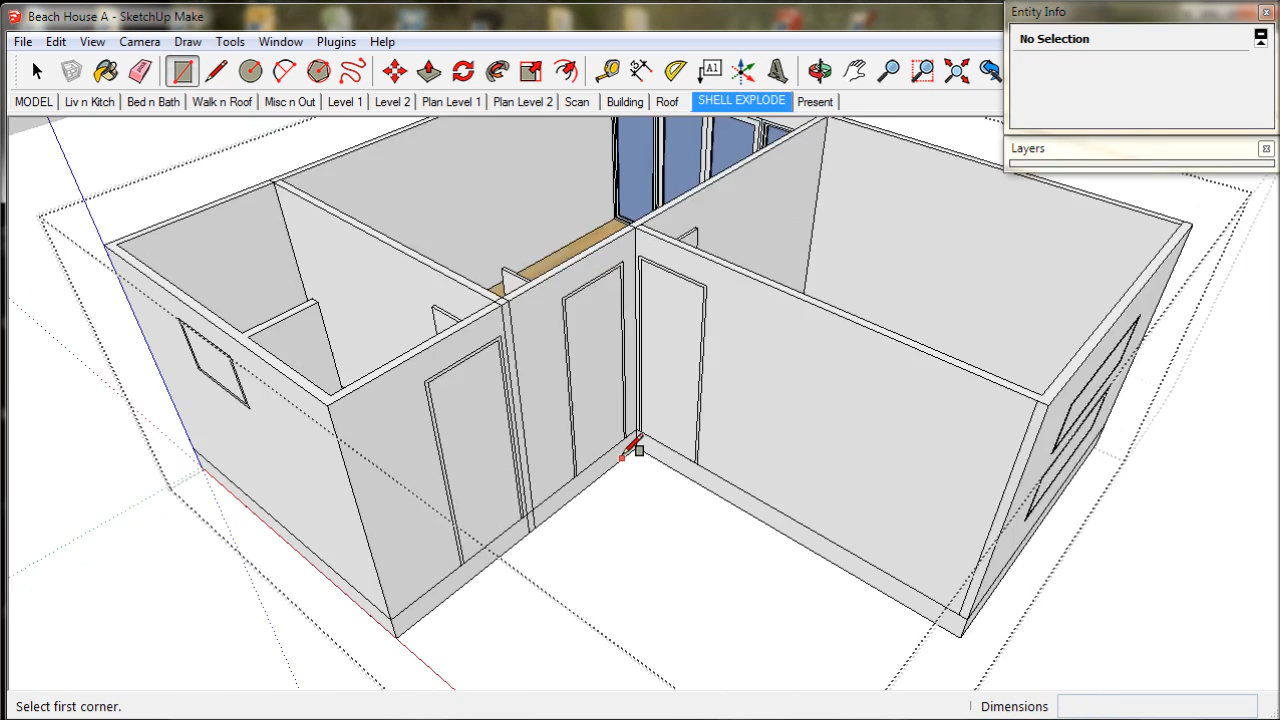 Beach House A - SketchUp Make
Entity Info
File Edit View Camera Draw Tools Window Plugins Help
No Selection
A1
MODEL Liv n Kitch Bed n Bath Walk n Roof Misc n Out Level 1 Level 2 Plan Level 1 Plan Level 2 Scan Building Roof SHELL EXPLODE Present
Layers
Select first corner.
Dimensions